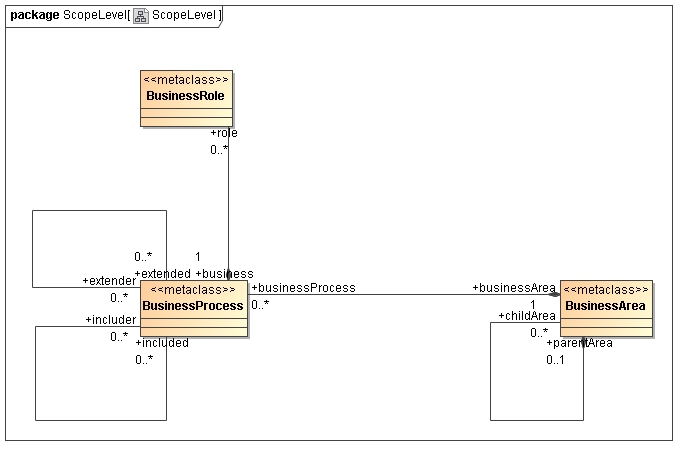 package ScopeLevel[ ScopeLevel ]
<<metaclass>>
BusinessRole
+role
0..*
0..*
1
+extender
+extended
+business
0..*
<<metaclass>>
BusinessProcess
+businessProcess
0..*
+businessArea
1
<<metaclass>>
BusinessArea
+includer
0..*
+included
0..*
+childArea
0..*
+parentArea
0..1